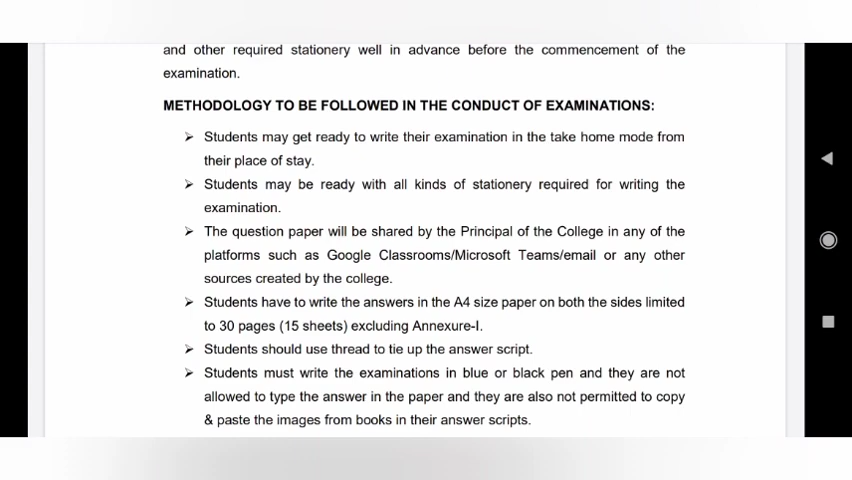 and other required stationery well in advance before the commencement of the
examination.
METHODOLOGY TO BE FOLLOWED IN THE CONDUCT OF EXAMINATIONS:
➢ Students may get ready to write their examination in the take home mode from
their place of stay.
➢ Students may be ready with all kinds of stationery required for writing the
examination.
➢ The question paper will be shared by the Principal of the College in any of the
platforms such as Google Classrooms/Microsoft Teams/email or any other
sources created by the college.
➢ Students have to write the answers in the A4 size paper on both the sides limited
to 30 pages (15 sheets) excluding Annexure-I.
➢ Students should use thread to tie up the answer script.
➢ Students must write the examinations in blue or black pen and they are not
allowed to type the answer in the paper and they are also not permitted to copy
& paste the images from books in their answer scripts.